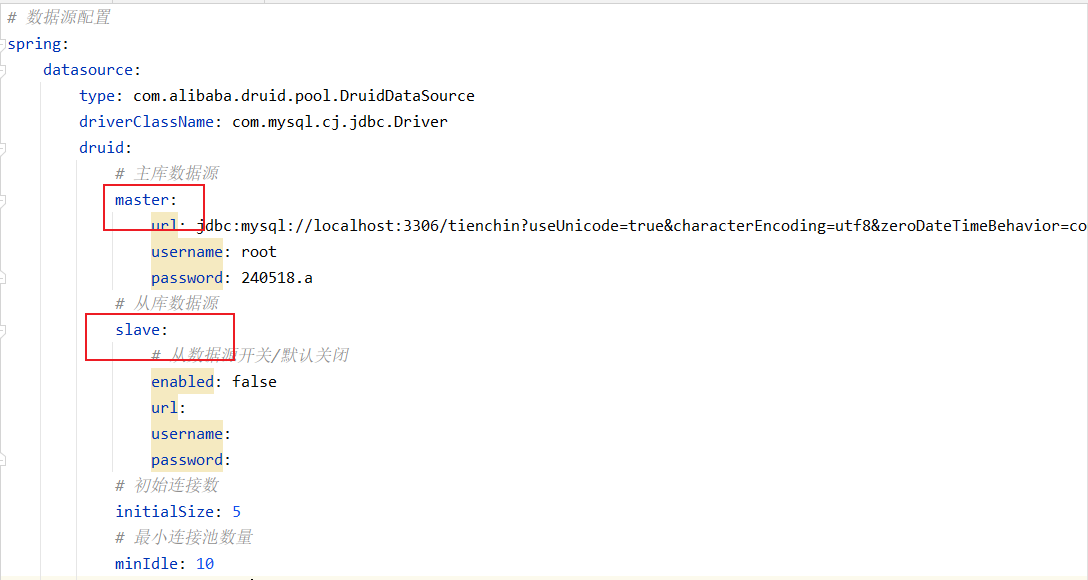 # 数据源配置
spring:
    datasource:
        type: com.alibaba.druid.pool.DruidDataSource
        driverClassName: com.mysql.cj.jdbc.Driver
        druid:
            # 主库数据源
            master:
                url: jdbc:mysql://localhost:3306/tienchin?useUnicode=true&characterEncoding=utf8&zeroDateTimeBehavior=co
                username: root
                password: 240518.a
            # 从库数据源
            slave:
                # 从数据源开关/默认关闭
                enabled: false
                url:
                username:
                password:
            # 初始连接数
            initialSize: 5
            # 最小连接池数量
            minIdle: 10